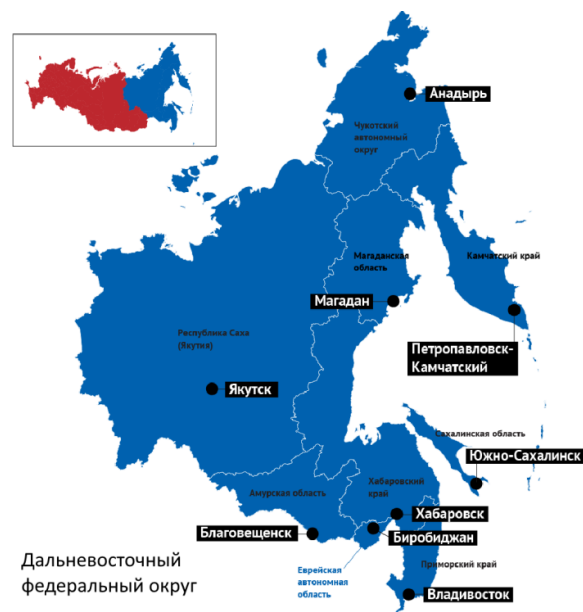 Анадырь
Чукотский
автономный
округ
Магаданская
область
Камчатский край
Магадан
Республика Саха
(Якутия)
Петропавловск-
Камчатский
Якутск
Сахалинская область
Южно-Сахалинск
Амурская область
Хабаровский
край
Хабаровск
Благовещенск
Биробиджан
Еврейская
автономная
область
Приморский край
Владивосток
Дальневосточный
федеральный округ